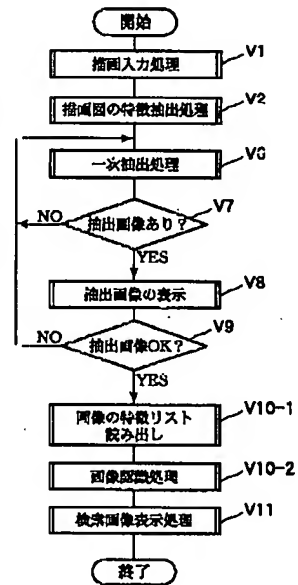 開始
V1
描画入力処理
V2
描画図の特徴抽出処理
V6
一次抽出処理
V7
NO
抽出画像あり?
YES
V8
抽出画像の表示
V9
NO
抽出画像OK?
YES
画像の特徴リスト
読み出し
V10-1
画像認識処理
V10-2
検索画像表示処理
V11
終了